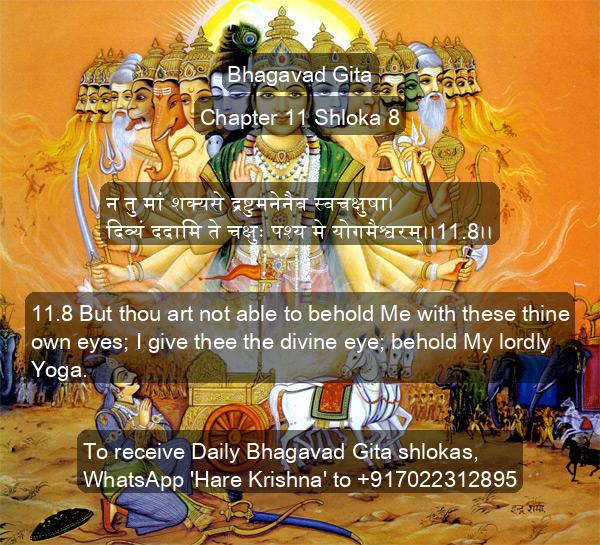 Bhagavad Gita
Chapter 11 Shloka 8
न तु मां शक्यसे द्रष्टुमनेनैव स्वचक्षुषा।
दिव्यं ददामि ते चक्षुः पश्य मे योगमैश्वरम्।।11.8।।
11.8 But thou art not able to behold Me with these thine
own eyes; I give thee the divine eye; behold My lordly
Yoga.
To receive Daily Bhagavad Gita shlokas,
WhatsApp 'Hare Krishna' to +917022312895
इन्द्र शर्मा